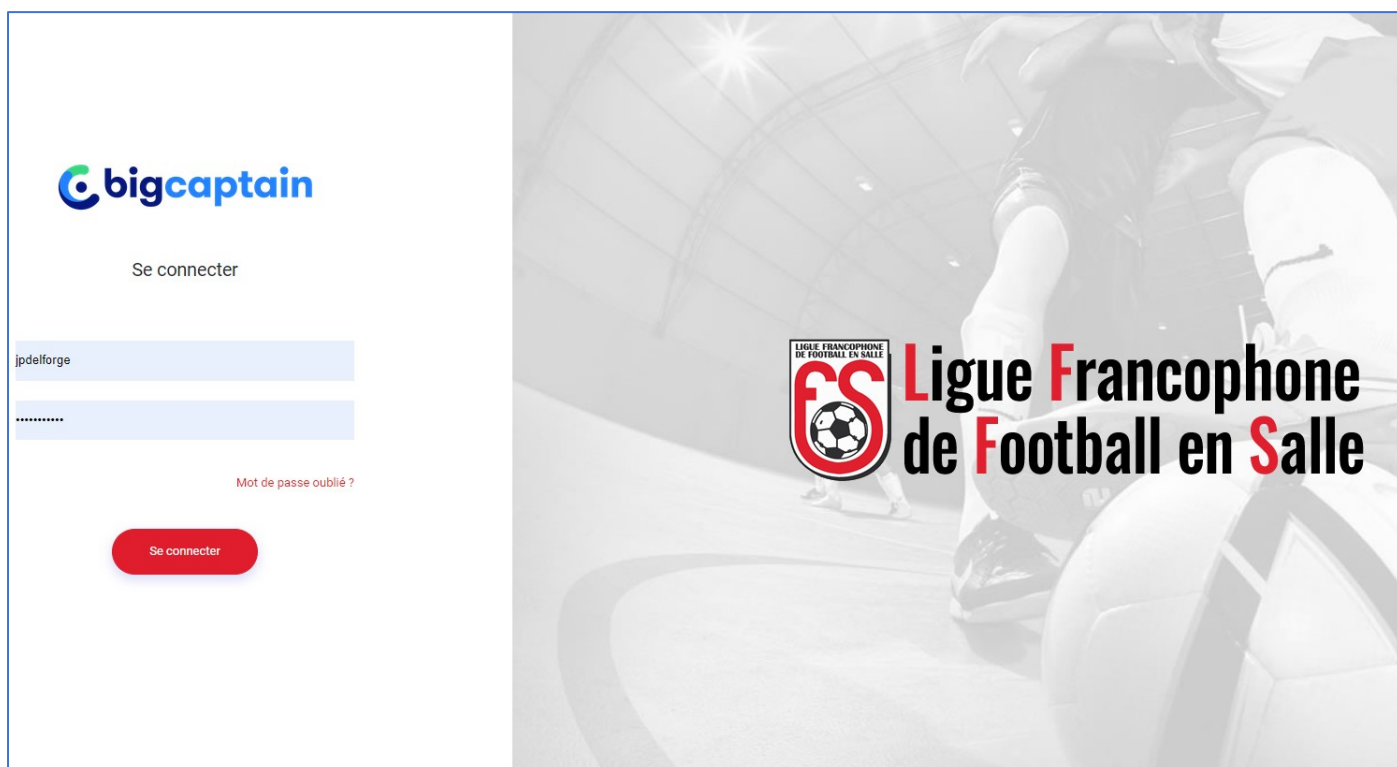 bigcaptain
Se connecter
jpdelforge
•••••••••••
Mot de passe oublié ?
Se connecter
LIGUE FRANCOPHONE
DE FOOTBALL EN SALLE
FS
Ligue Francophone
de Football en Salle